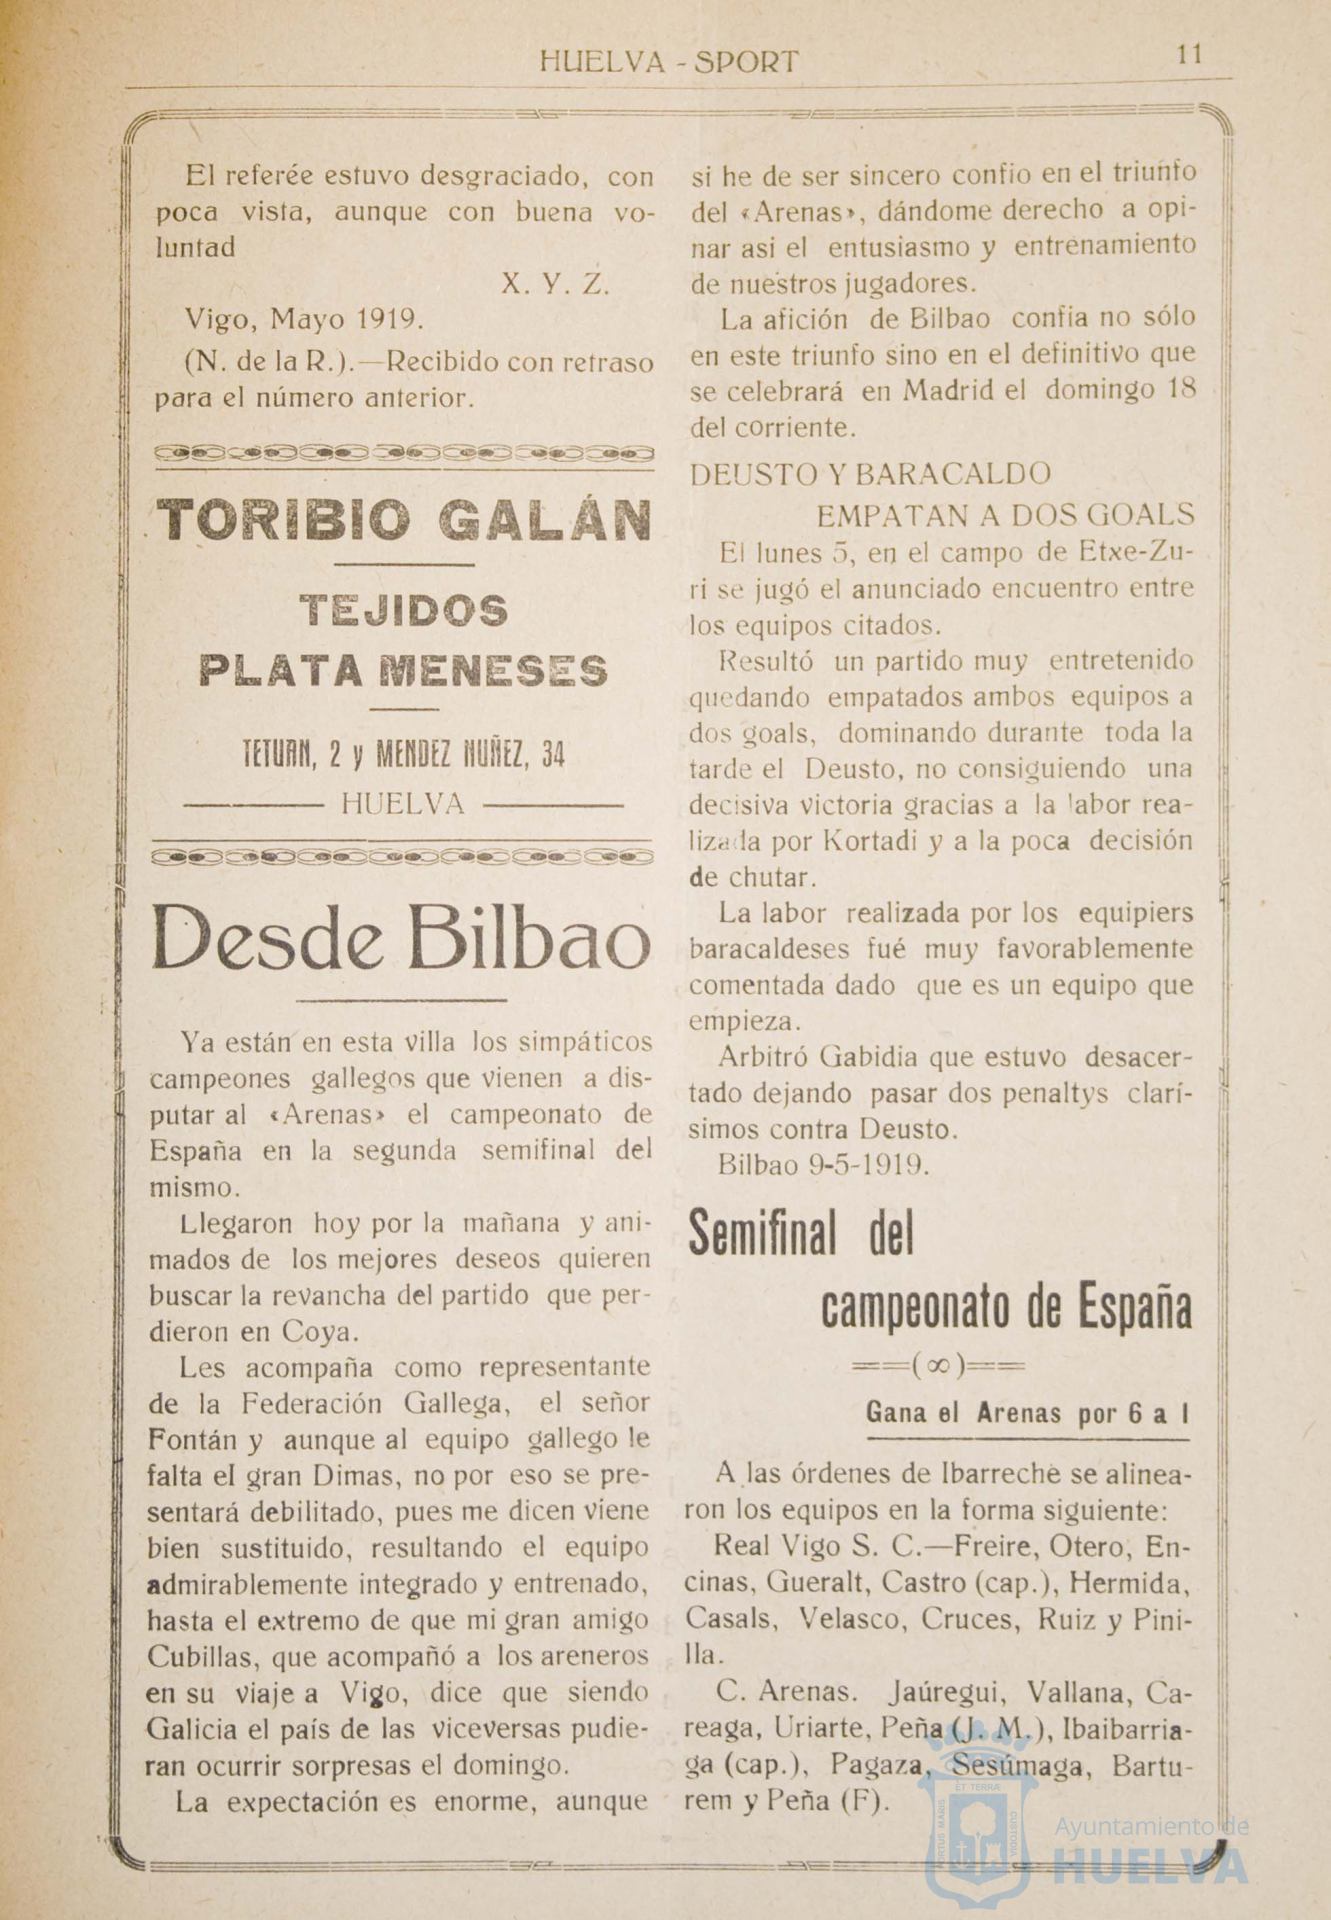 HUELVA - SPORT
11
El referée estuvo desgraciado, con
poca vista, aunque con buena vo-
luntad
X. Y. Z.
Vigo, Mayo 1919.
(N. de la R.).—Recibido con retraso
para el número anterior.
TORIBIO GALÁN
TEJIDOS
PLATA MENESES
TETUAN, 2 y MENDEZ NUÑEZ, 34
HUELVA
Desde Bilbao
Ya están en esta villa los simpáticos
campeones gallegos que vienen a dis-
putar al «Arenas» el campeonato de
España en la segunda semifinal del
mismo.
Llegaron hoy por la mañana y ani-
mados de los mejores deseos quieren
buscar la revancha del partido que per-
dieron en Coya.
Les acompaña como representante
de la Federación Gallega, el señor
Fontán y aunque al equipo gallego le
falta el gran Dimas, no por eso se pre-
sentará debilitado, pues me dicen viene
bien sustituido, resultando el equipo
admirablemente integrado y entrenado,
hasta el extremo de que mi gran amigo
Cubillas, que acompañó a los areneros
en su viaje a Vigo, dice que siendo
Galicia el país de las viceversas pudie-
ran ocurrir sorpresas el domingo.
La expectación es enorme, aunque
si he de ser sincero confio en el triunfo
del «Arenas», dándome derecho a opi-
nar asi el entusiasmo y entrenamiento
de nuestros jugadores.
La afición de Bilbao confia no sólo
en este triunfo sino en el definitivo que
se celebrará en Madrid el domingo 18
del corriente.
DEUSTO Y BARACALDO
EMPATAN A DOS GOALS
El lunes 5, en el campo de Etxe-Zu-
ri se jugó el anunciado encuentro entre
los equipos citados.
Resultó un partido muy entretenido
quedando empatados ambos equipos a
dos goals, dominando durante toda la
tarde el Deusto, no consiguiendo una
decisiva victoria gracias a la labor rea-
lizada por Kortadi y a la poca decisión
de chutar.
La labor realizada por los equipiers
baracaldeses fué muy favorablemente
comentada dado que es un equipo que
empieza.
Arbitró Gabidia que estuvo desacer-
tado dejando pasar dos penaltys clarí-
simos contra Deusto.
Bilbao 9-5-1919.
Semifinal del
campeonato de España
==(∞)==
Gana el Arenas por 6 a 1
A las órdenes de Ibarreche se alinea-
ron los equipos en la forma siguiente:
Real Vigo S. C.—Freire, Otero, En-
cinas, Gueralt, Castro (cap.), Hermida,
Casals, Velasco, Cruces, Ruiz y Pini-
lla.
C. Arenas. Jaúregui, Vallana, Ca-
reaga, Uriarte, Peña (J. M.), Ibaibarria-
ga (cap.), Pagaza, Sesúmaga, Bartu-
rem y Peña (F).
PORTUS MARIS
ET TERRÆ
CUSTODIA
Ayuntamiento de
HUELVA